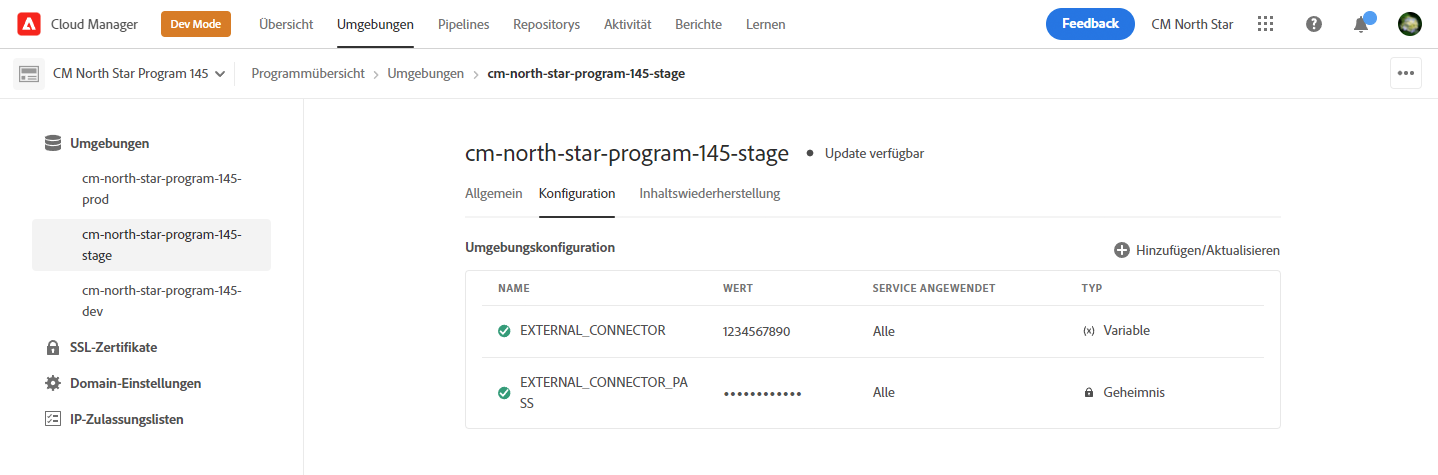 Cloud Manager Dev Mode Übersicht Umgebungen Pipelines Repositorys Aktivität Berichte Lernen Feedback CM North Star
CM North Star Program 145 Programmübersicht Umgebungen cm-north-star-program-145-stage
Umgebungen
cm-north-star-program-145-
prod
cm-north-star-program-145-
stage
cm-north-star-program-145-
dev
SSL-Zertifikate
Domain-Einstellungen
IP-Zulassungslisten
cm-north-star-program-145-stage • Update verfügbar
Allgemein Konfiguration Inhaltswiederherstellung
Umgebungskonfiguration Hinzufügen/Aktualisieren
NAME WERT SERVICE ANGEWENDET TYP
EXTERNAL_CONNECTOR 1234567890 Alle (x) Variable
EXTERNAL_CONNECTOR_PA
SS •••••••••••• Alle Geheimnis